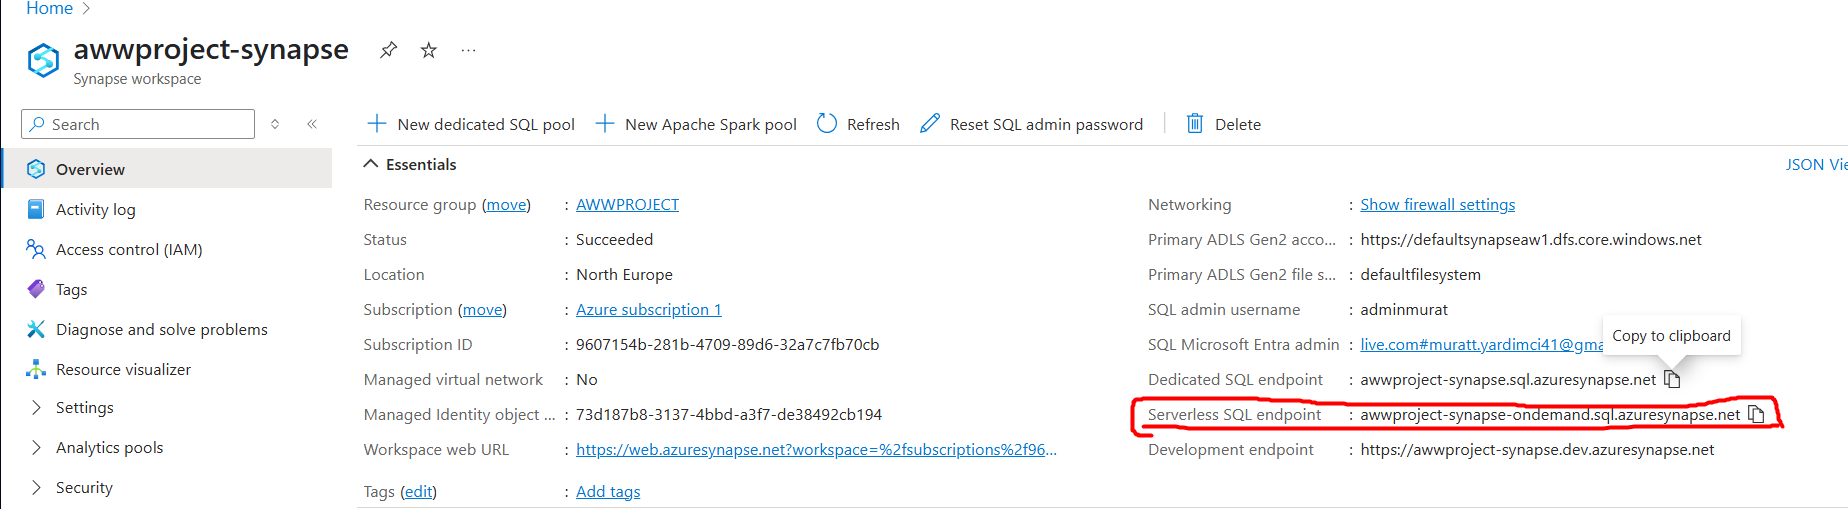 Home >
awwproject-synapse ...
Synapse workspace
Search
Overview
Activity log
Access control (IAM)
Tags
Diagnose and solve problems
Resource visualizer
Settings
Analytics pools
Security
New dedicated SQL pool New Apache Spark pool Refresh Reset SQL admin password Delete
Essentials
JSON Vie
Resource group (move) : AWWPROJECT
Status : Succeeded
Location : North Europe
Subscription (move) : Azure subscription 1
Subscription ID : 9607154b-281b-4709-89d6-32a7c7fb70cb
Managed virtual network : No
Managed Identity object ... : 73d187b8-3137-4bbd-a3f7-de38492cb194
Workspace web URL : https://web.azuresynapse.net?workspace=%2fsubscriptions%2f96...
Tags (edit) : Add tags
Networking : Show firewall settings
Primary ADLS Gen2 acco... : https://defaultsynapseaw1.dfs.core.windows.net
Primary ADLS Gen2 file s... : defaultfilesystem
SQL admin username : adminmurat
Copy to clipboard
SQL Microsoft Entra admin : live.com#muratt.yardimci41@gma
Dedicated SQL endpoint : awwproject-synapse.sql.azuresynapse.net
Serverless SQL endpoint : awwproject-synapse-ondemand.sql.azuresynapse.net
Development endpoint : https://awwproject-synapse.dev.azuresynapse.net